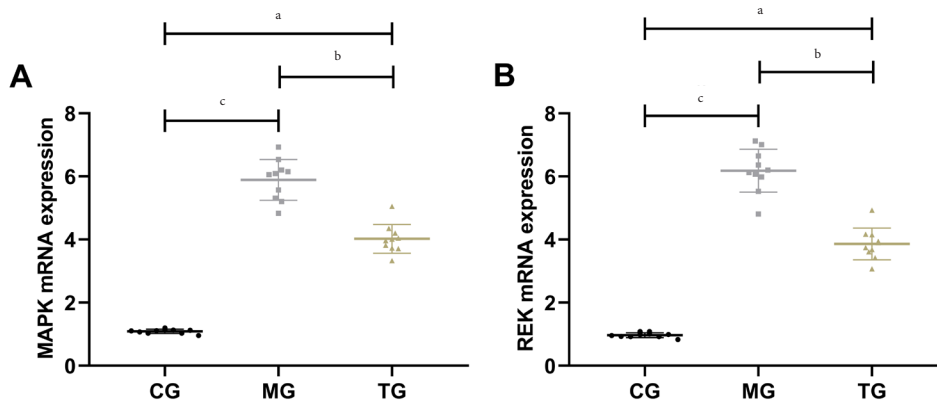 A
a
b
c
MAPK mRNA expression
8
6
4
2
0
CG MG TG
B
a
b
c
REK mRNA expression
8
6
4
2
0
CG MG TG